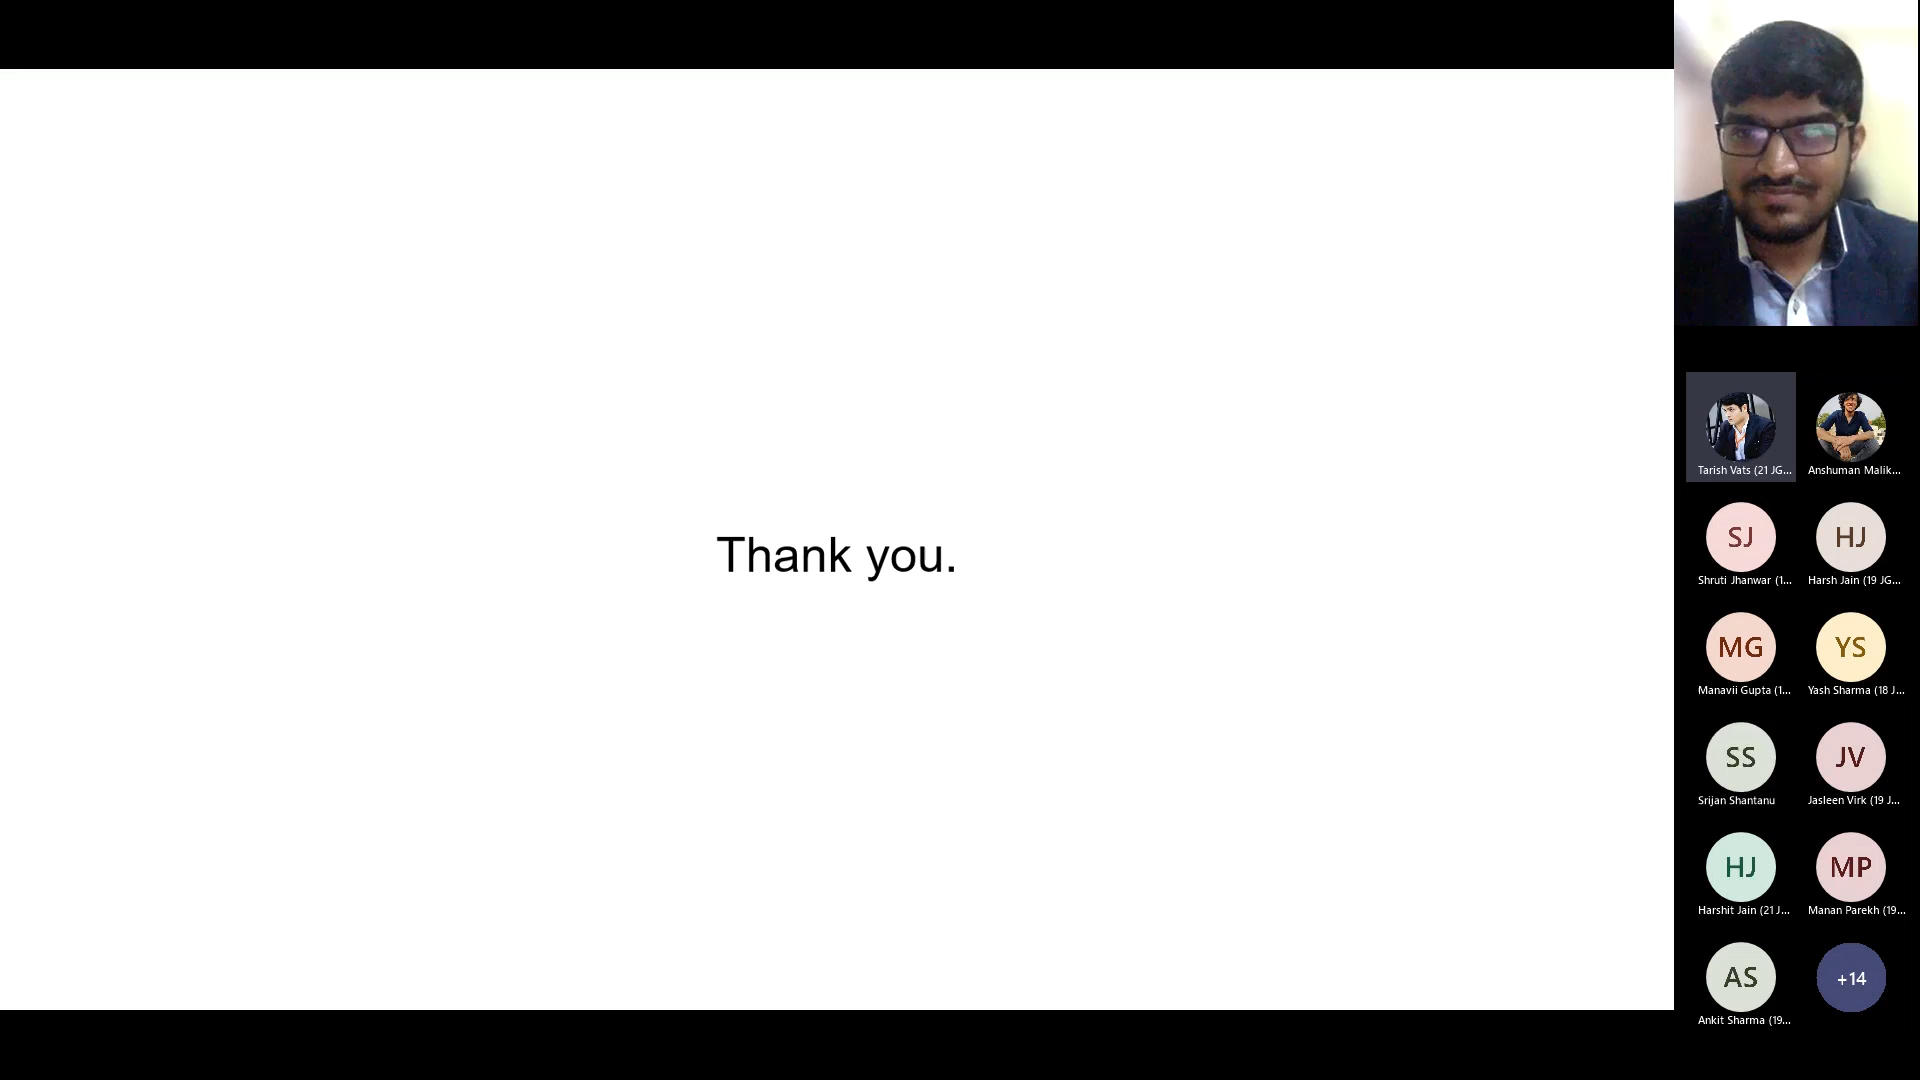 Thank you.
Tarish Vats (21 JG...
Anshuman Malik...
SJ
Shruti Jhanwar (1...
HJ
Harsh Jain (19 JG...
MG
Manavii Gupta (1...
YS
Yash Sharma (18 J...
SS
Srijan Shantanu
JV
Jasleen Virk (19 J...
HJ
Harshit Jain (21 J...
MP
Manan Parekh (19...
AS
Ankit Sharma (19...
+14